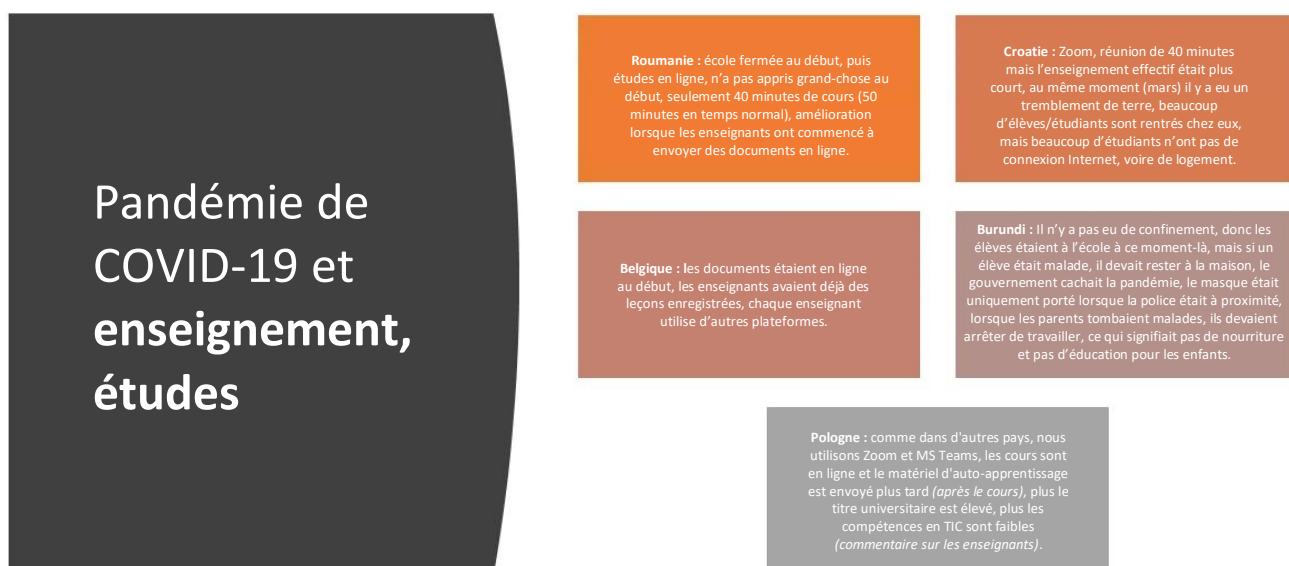 Pandémie de
COVID-19 et
enseignement,
études
Roumanie : école fermée au début, puis
études en ligne, n’a pas appris grand-chose au
début, seulement 40 minutes de cours (50
minutes en temps normal), amélioration
lorsque les enseignants ont commencé à
envoyer des documents en ligne.
Croatie : Zoom, réunion de 40 minutes
mais l’enseignement effectif était plus
court, au même moment (mars) il y a eu un
tremblement de terre, beaucoup
d’élèves/étudiants sont rentrés chez eux,
mais beaucoup d’étudiants n’ont pas de
connexion Internet, voire de logement.
Belgique : les documents étaient en ligne
au début, les enseignants avaient déjà des
leçons enregistrées, chaque enseignant
utilise d’autres plateformes.
Burundi : Il n’y a pas eu de confinement, donc les
élèves étaient à l’école à ce moment-là, mais si un
élève était malade, il devait rester à la maison, le
gouvernement cachait la pandémie, le masque était
uniquement porté lorsque la police était à proximité,
lorsque les parents tombaient malades, ils devaient
arrêter de travailler, ce qui signifiait pas de nourriture
et pas d’éducation pour les enfants.
Pologne : comme dans d'autres pays, nous
utilisons Zoom et MS Teams, les cours sont
en ligne et le matériel d'auto-apprentissage
est envoyé plus tard (après le cours), plus le
titre universitaire est élevé, plus les
compétences en TIC sont faibles
(commentaire sur les enseignants).